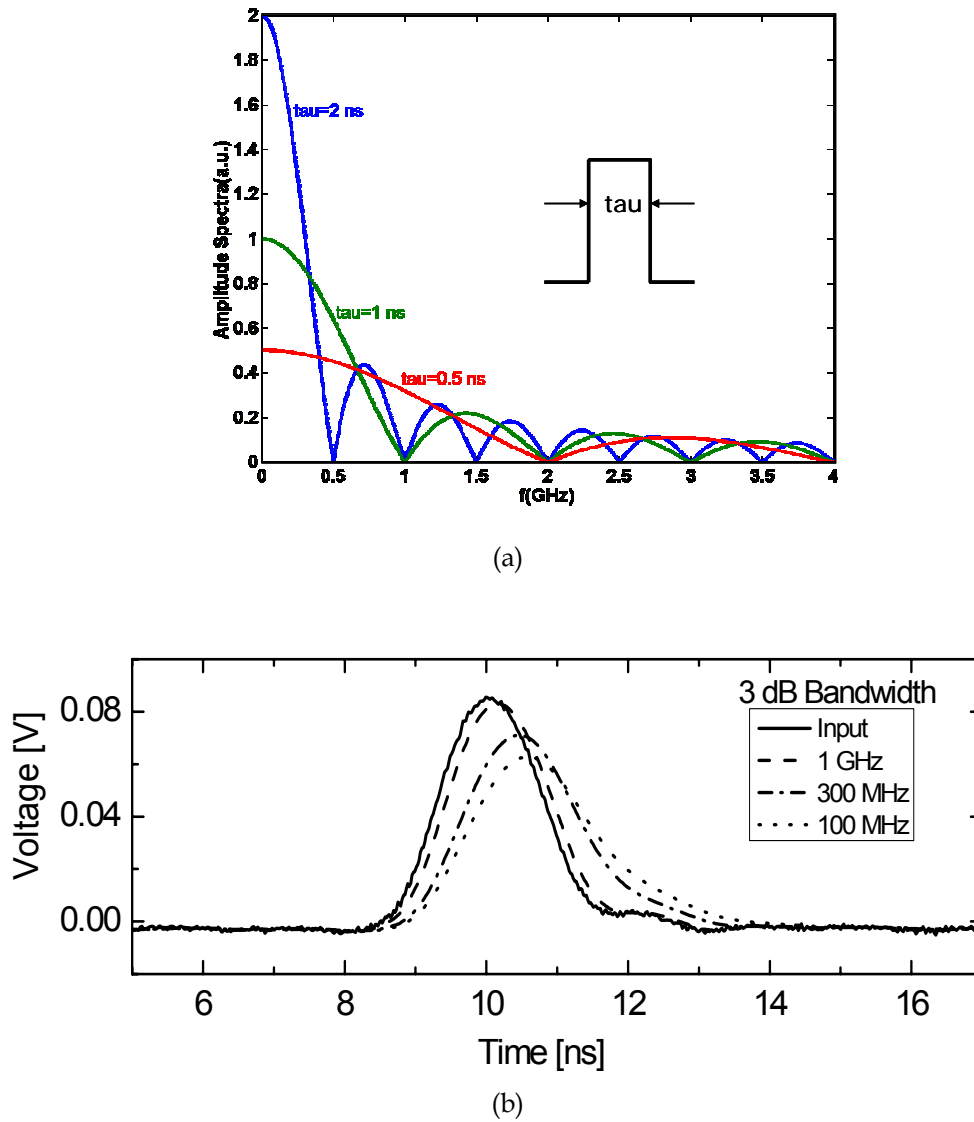 2
1.8
1.6
1.4
1.2
1
0.8
0.6
0.4
0.2
0
Amplitude Spectra(a.u.)
tau=2 ns
tau=1 ns
tau=0.5 ns
tau
0 0.5 1 1.5 2 2.5 3 3.5 4
f(GHz)
(a)
0.08
0.04
0.00
Voltage [V]
3 dB Bandwidth
Input
1 GHz
300 MHz
100 MHz
6 8 10 12 14 16
Time [ns]
(b)